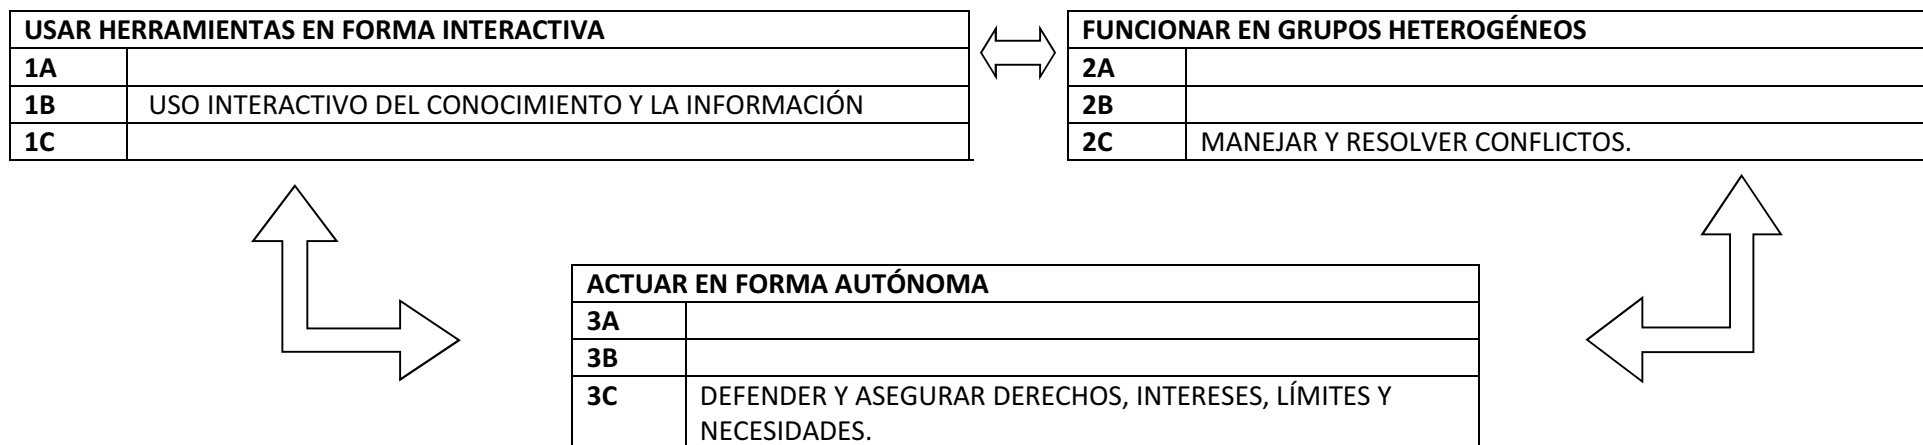 USAR HERRAMIENTAS EN FORMA INTERACTIVA
1A
1B USO INTERACTIVO DEL CONOCIMIENTO Y LA INFORMACIÓN
1C
FUNCIONAR EN GRUPOS HETEROGÉNEOS
2A
2B
2C MANEJAR Y RESOLVER CONFLICTOS.
ACTUAR EN FORMA AUTÓNOMA
3A
3B
3C DEFENDER Y ASEGURAR DERECHOS, INTERESES, LÍMITES Y
NECESIDADES.